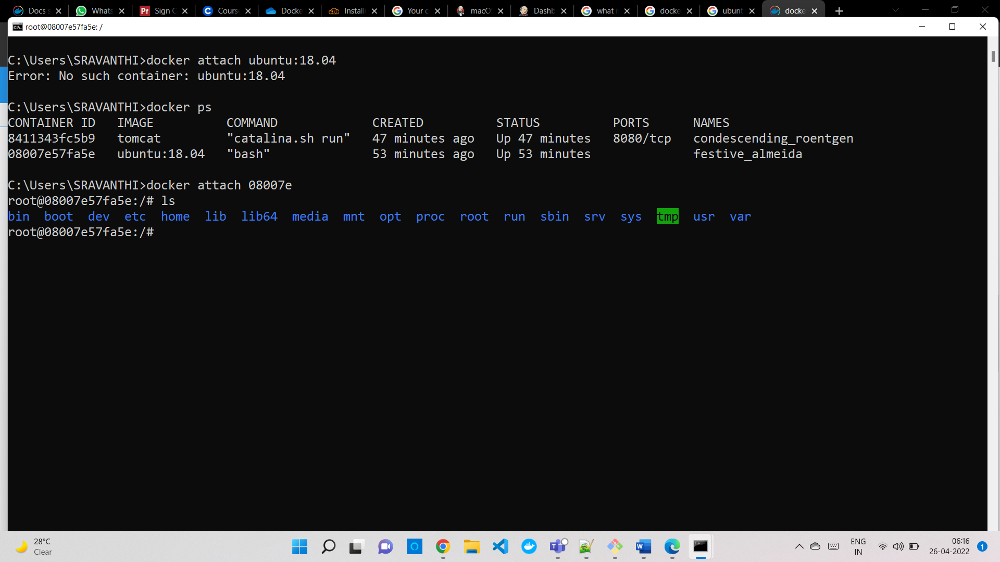 Docs s
Whats
Sign C
Cours
Docke
Install
Your c
macO
Dashb
what i
docke
ubunt
docke
root@08007e57fa5e: /
C:\Users\SRAVANTHI>docker attach ubuntu:18.04
Error: No such container: ubuntu:18.04
C:\Users\SRAVANTHI>docker ps
CONTAINER ID IMAGE COMMAND CREATED STATUS PORTS NAMES
8411343fc5b9 tomcat "catalina.sh run" 47 minutes ago Up 47 minutes 8080/tcp condescending_roentgen
08007e57fa5e ubuntu:18.04 "bash" 53 minutes ago Up 53 minutes festive_almeida
C:\Users\SRAVANTHI>docker attach 08007e
root@08007e57fa5e:/# ls
bin boot dev etc home lib lib64 media mnt opt proc root run sbin srv sys tmp usr var
root@08007e57fa5e:/#
28°C
Clear
ENG
IN
06:16
26-04-2022
1